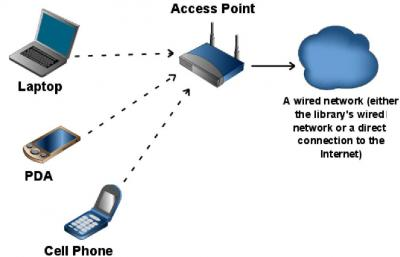 Access Point
Laptop
A wired network (either
the library's wired
network or a direct
connection to the
Internet)
PDA
Cell Phone